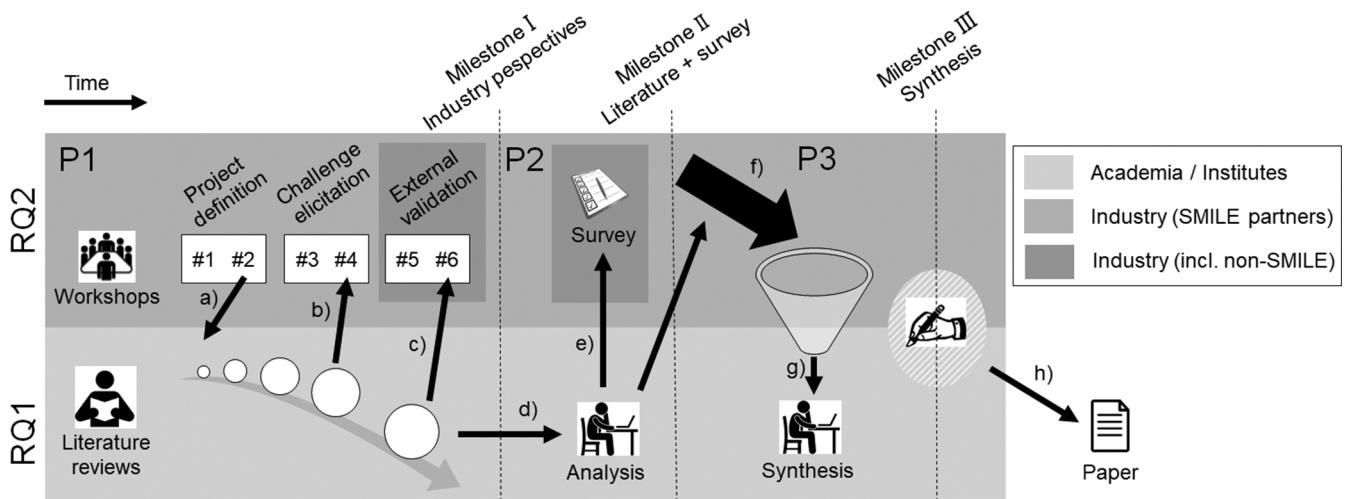 Milestone I
Industry pespectives
Milestone II
Literature + survey
Milestone III
Synthesis
Time
P1
P2
P3
RQ2
RQ1
Project
definition
Challenge
elicitation
External
validation
#1 #2
#3 #4
#5 #6
Workshops
Survey
a)
b)
c)
d)
e)
f)
g)
h)
Literature
reviews
Analysis
Synthesis
Paper
Academia / Institutes
Industry (SMILE partners)
Industry (incl. non-SMILE)